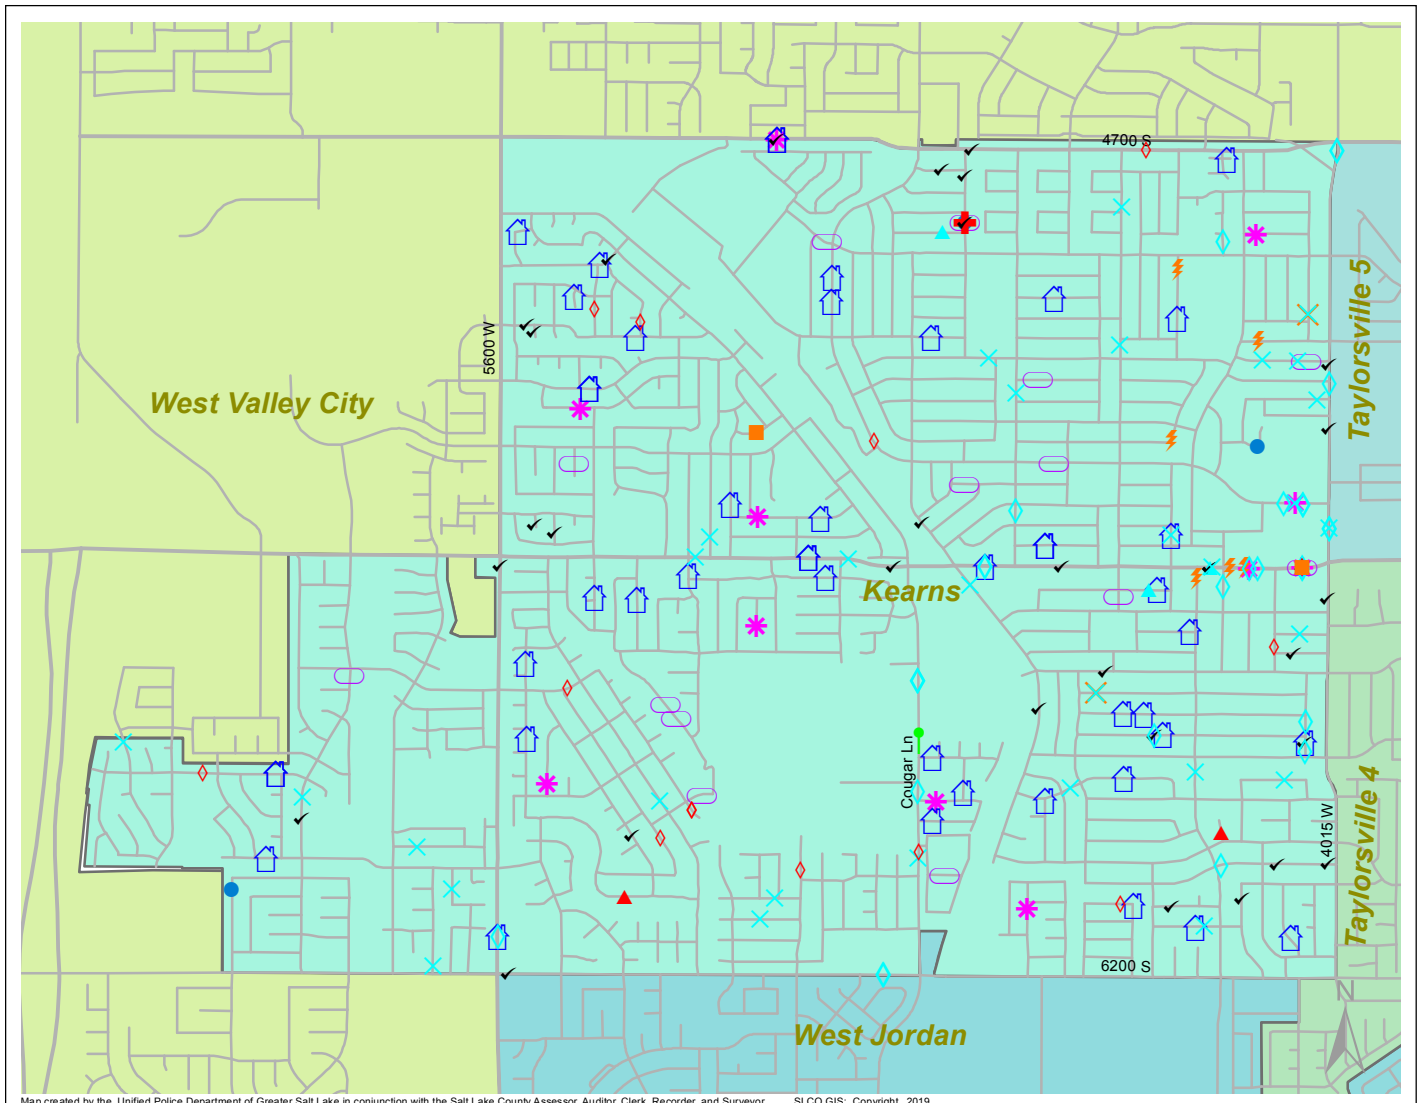 4700 S
5600 W
Taylorsville 5
West Valley City
Kearns
Cougar Ln
4015 W
Taylorsville 4
6200 S
N
West Jordan
Map created by the Unified Police Department of Greater Salt Lake in conjunction with the Salt Lake County Assessor, Auditor, Clerk, Recorder, and Surveyor. SLCO GIS: Copyright, 2019